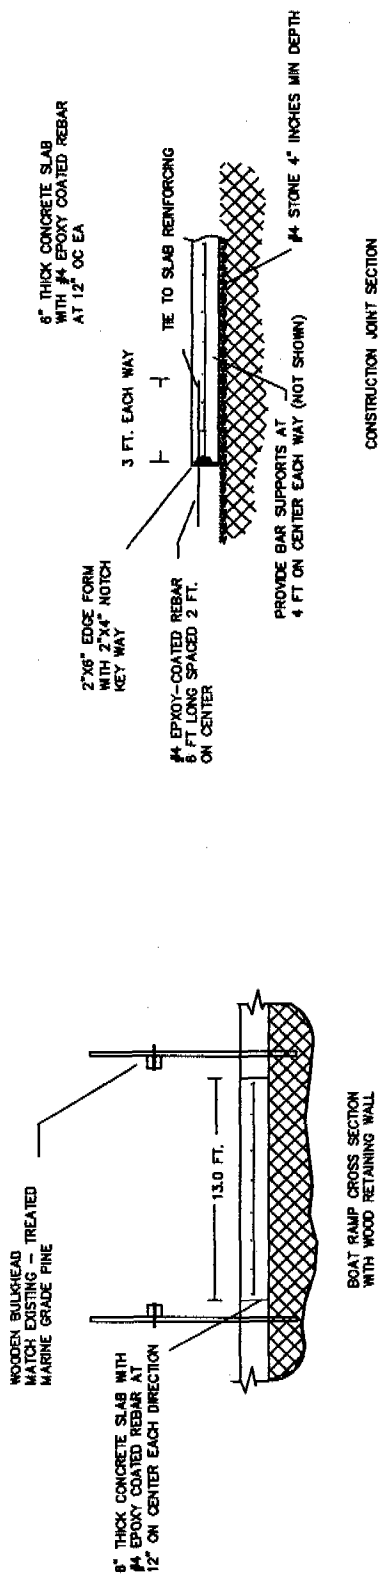 WOODEN BULKHEAD
MATCH EXISTING - TREATED
MARINE GRADE PINE
6" THICK CONCRETE SLAB WITH
#4 EPOXY COATED REBAR AT
12" ON CENTER EACH DIRECTION
13.0 FT.
BOAT RAMP CROSS SECTION
WITH WOOD RETAINING WALL
6" THICK CONCRETE SLAB
WITH #4 EPOXY COATED REBAR
AT 12" OC EA
2"X6" EDGE FORM
WITH 2"X4" NOTCH
KEY WAY
3 FT. EACH WAY
TIE TO SLAB REINFORCING
#4 EPXOY-COATED REBAR
6 FT LONG SPACED 2 FT.
ON CENTER
PROVIDE BAR SUPPORTS AT
4 FT ON CENTER EACH WAY (NOT SHOWN)
#4 STONE 4" INCHES MIN DEPTH
CONSTRUCTION JOINT SECTION